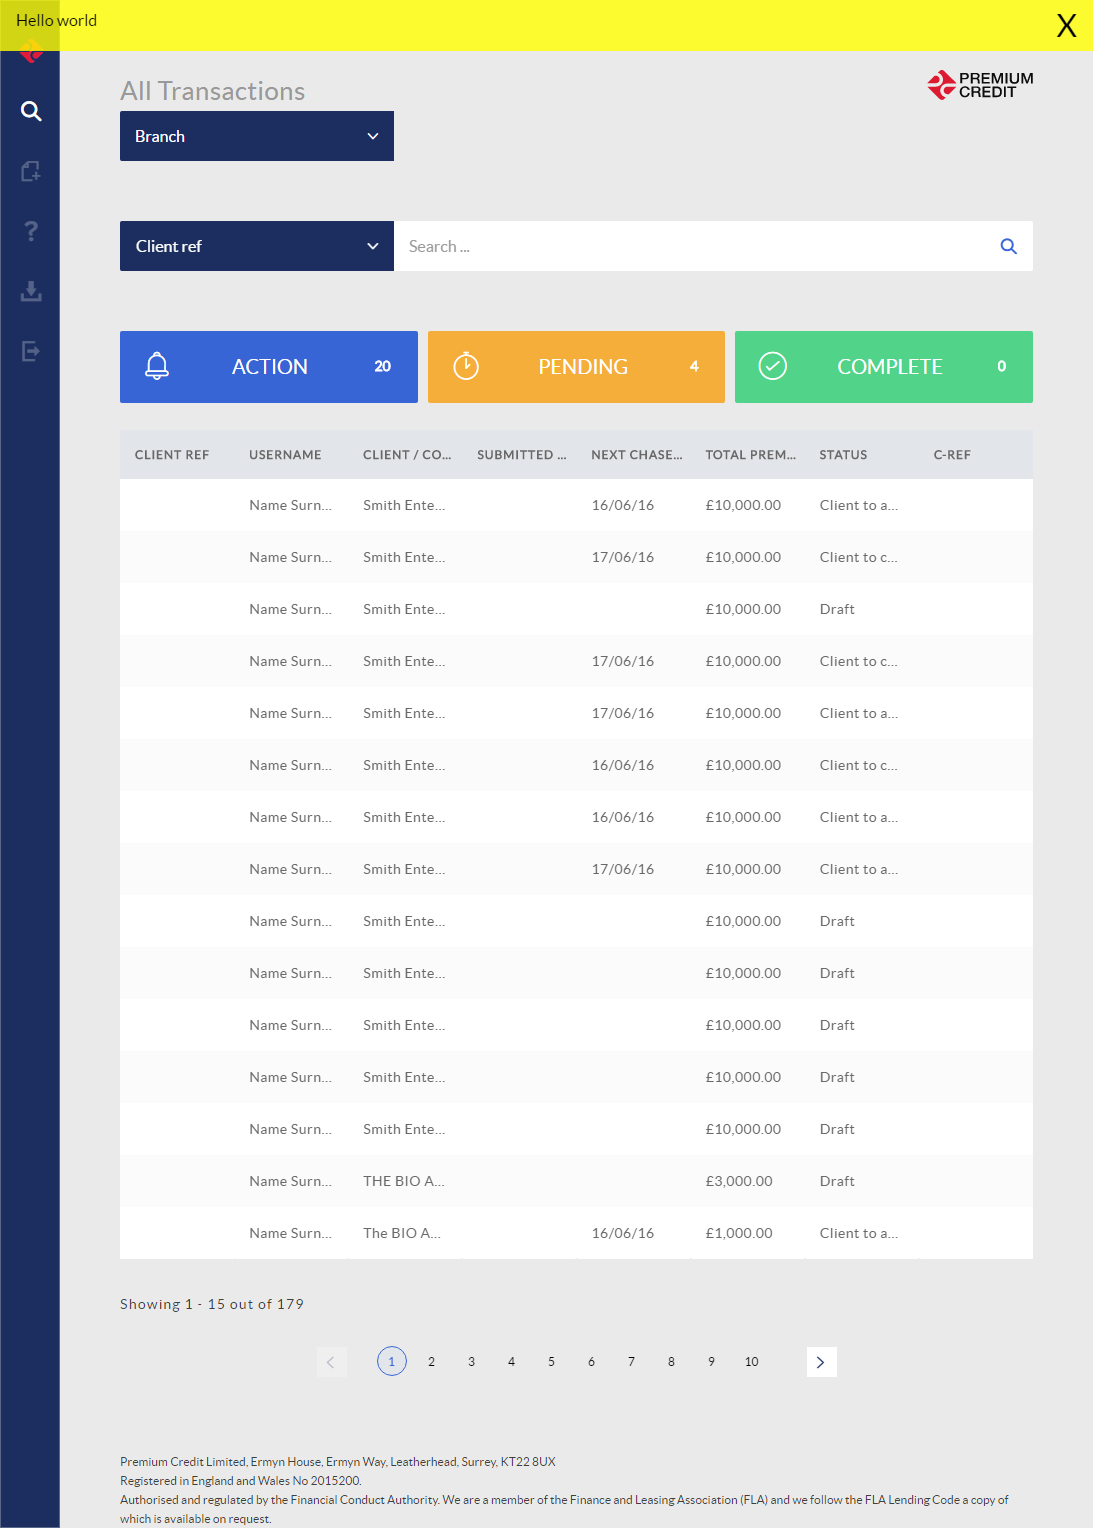 Hello world
X
All Transactions
PREMIUM
CREDIT
Branch
Client ref
Search ...
ACTION 20
PENDING 4
COMPLETE 0
CLIENT REF USERNAME CLIENT / CO... SUBMITTED ... NEXT CHASE... TOTAL PREM... STATUS C-REF
Name Surn... Smith Ente... 16/06/16 £10,000.00 Client to a...
Name Surn... Smith Ente... 17/06/16 £10,000.00 Client to c...
Name Surn... Smith Ente... £10,000.00 Draft
Name Surn... Smith Ente... 17/06/16 £10,000.00 Client to c...
Name Surn... Smith Ente... 17/06/16 £10,000.00 Client to a...
Name Surn... Smith Ente... 16/06/16 £10,000.00 Client to c...
Name Surn... Smith Ente... 16/06/16 £10,000.00 Client to a...
Name Surn... Smith Ente... 17/06/16 £10,000.00 Client to a...
Name Surn... Smith Ente... £10,000.00 Draft
Name Surn... Smith Ente... £10,000.00 Draft
Name Surn... Smith Ente... £10,000.00 Draft
Name Surn... Smith Ente... £10,000.00 Draft
Name Surn... Smith Ente... £10,000.00 Draft
Name Surn... THE BIO A... £3,000.00 Draft
Name Surn... The BIO A... 16/06/16 £1,000.00 Client to a...
Showing 1 - 15 out of 179
1 2 3 4 5 6 7 8 9 10
Premium Credit Limited, Ermyn House, Ermyn Way, Leatherhead, Surrey, KT22 8UX
Registered in England and Wales No 2015200.
Authorised and regulated by the Financial Conduct Authority. We are a member of the Finance and Leasing Association (FLA) and we follow the FLA Lending Code a copy of
which is available on request.